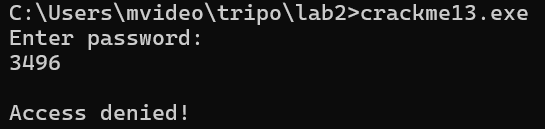 C:\Users\mvideo\tripo\lab2>crackme13.exe
Enter password:
3496
Access denied!